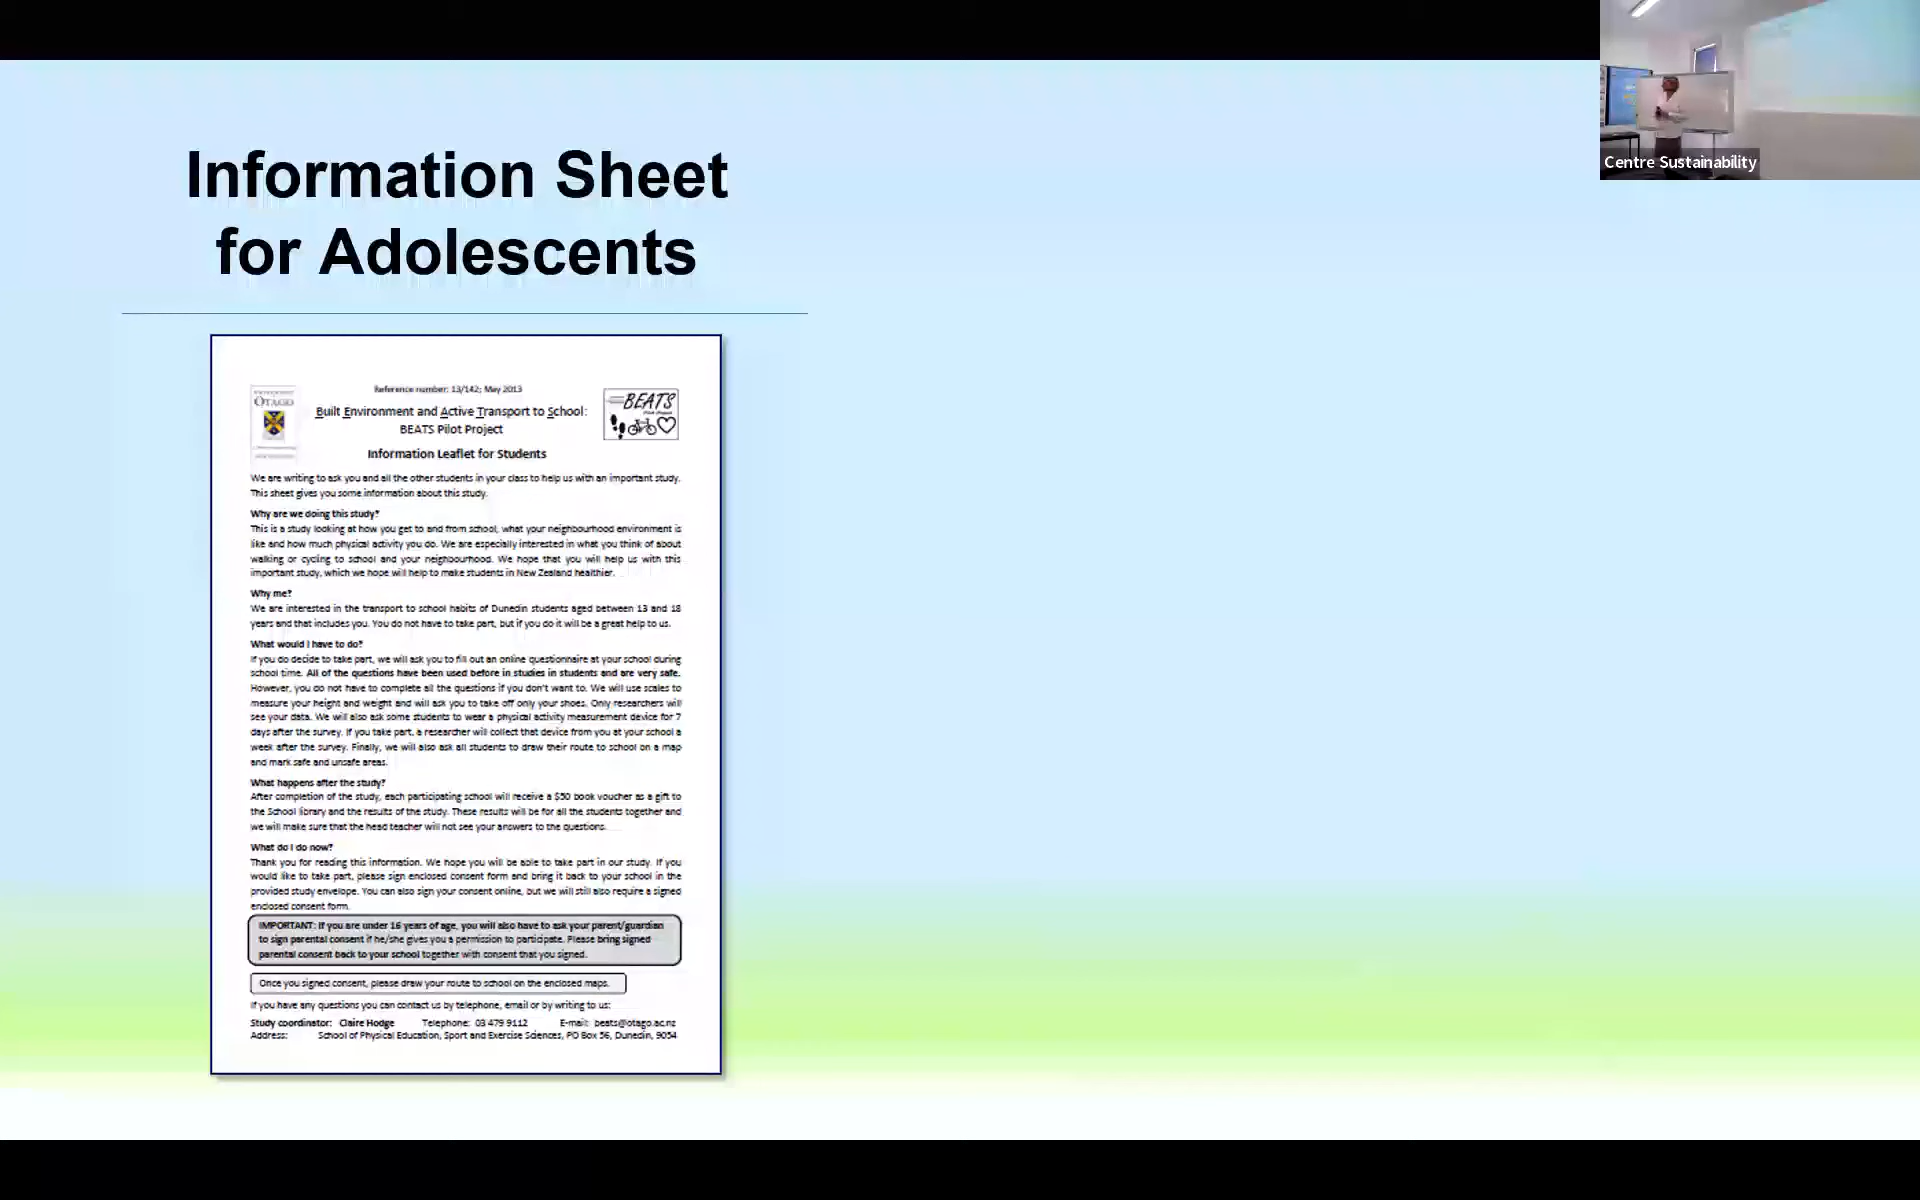 Information Sheet
for Adolescents
Centre Sustainability
Reference number: 13/142; May 2013
OTAGO
BEATS
Pilot Project
Built Environment and Active Transport to School:
BEATS Pilot Project
Information Leaflet for Students
We are writing to ask you and all the other students in your class to help us with an important study.
This sheet gives you some information about this study.
Why are we doing this study?
This is a study looking at how you get to and from school, what your neighbourhood environment is
like and how much physical activity you do. We are especially interested in what you think of about
walking or cycling to school and your neighbourhood. We hope that you will help us with this
important study, which we hope will help to make students in New Zealand healthier.
Why me?
We are interested in the transport to school habits of Dunedin students aged between 13 and 18
years and that includes you. You do not have to take part, but if you do it will be a great help to us.
What would I have to do?
If you do decide to take part, we will ask you to fill out an online questionnaire at your school during
school time. All of the questions have been used before in studies in students and are very safe.
However, you do not have to complete all the questions if you don't want to. We will use scales to
measure your height and weight and will ask you to take off only your shoes. Only researchers will
see your data. We will also ask some students to wear a physical activity measurement device for 7
days after the survey. If you take part, a researcher will collect that device from you at your school a
week after the survey. Finally, we will also ask all students to draw their route to school on a map
and mark safe and unsafe areas.
What happens after the study?
After completion of the study, each participating school will receive a $50 book voucher as a gift to
the School library and the results of the study. These results will be for all the students together and
we will make sure that the head teacher will not see your answers to the questions.
What do I do now?
Thank you for reading this information. We hope you will be able to take part in our study. If you
would like to take part, please sign enclosed consent form and bring it back to your school in the
provided study envelope. You can also sign your consent online, but we will still also require a signed
enclosed consent form.
IMPORTANT: If you are under 16 years of age, you will also have to ask your parent/guardian
to sign parental consent if he/she gives you a permission to participate. Please bring signed
parental consent back to your school together with consent that you signed.
Once you signed consent, please draw your route to school on the enclosed maps.
If you have any questions you can contact us by telephone, email or by writing to us:
Study coordinator: Claire Hodge Telephone: 03 479 9112 E-mail: beats@otago.ac.nz
Address: School of Physical Education, Sport and Exercise Sciences, PO Box 56, Dunedin, 9054